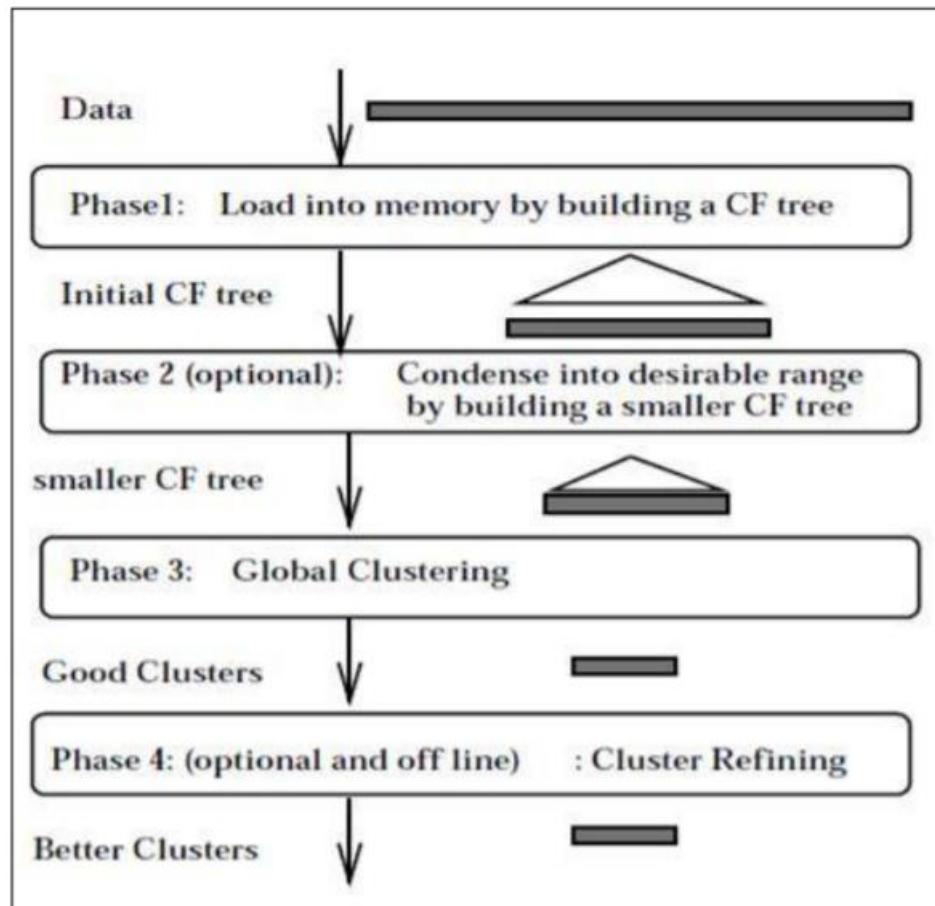 Data
Phase1: Load into memory by building a CF tree
Initial CF tree
Phase 2 (optional): Condense into desirable range
by building a smaller CF tree
smaller CF tree
Phase 3: Global Clustering
Good Clusters
Phase 4: (optional and off line) : Cluster Refining
Better Clusters